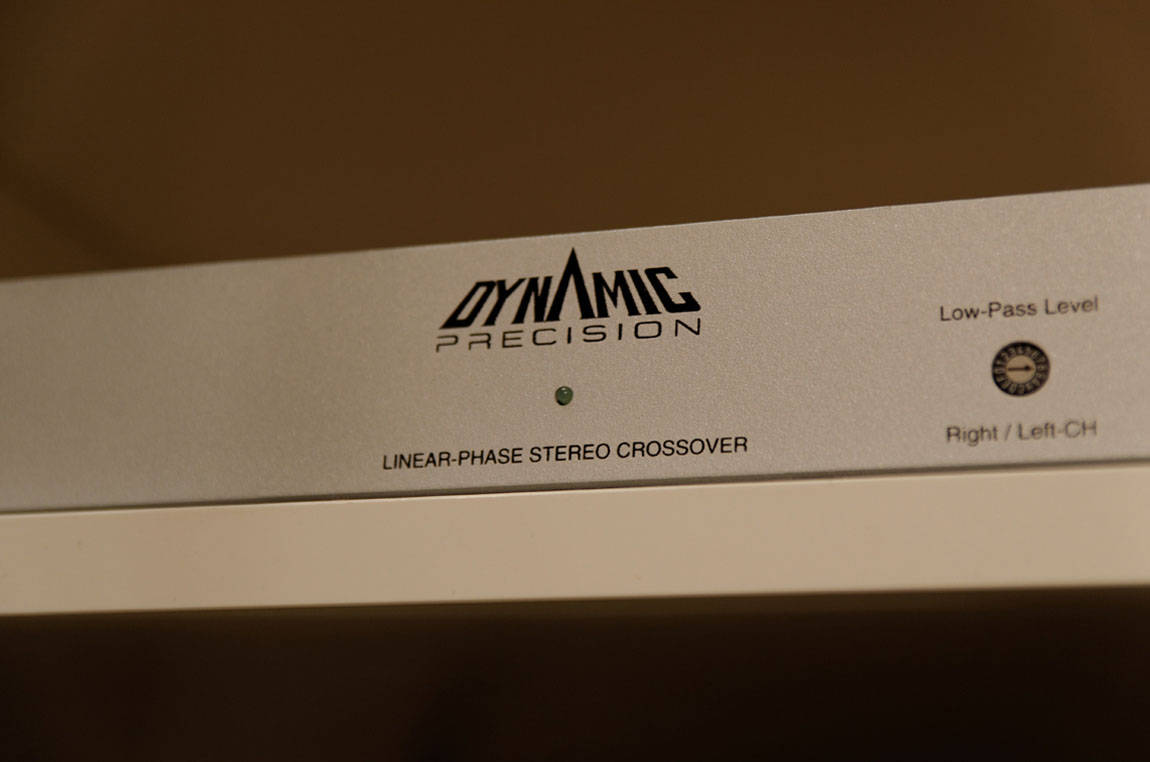 DYNAMIC
PRECISION
LINEAR-PHASE STEREO CROSSOVER
Low-Pass Level
Right / Left-CH